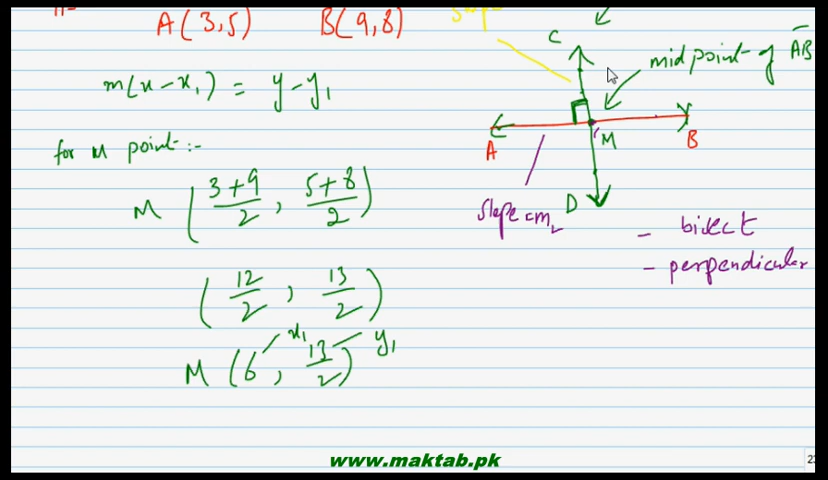 A(3,5) B(9,8)
m(x-x₁) = y-y₁
for M point:-
M (3+9/2, 5+8/2)
(12/2, 13/2)
x₁ y₁
M (6, 13/2)
C
mid point of AB
A
M
B
D
slope = m₂
- bisect
- perpendicular
www.maktab.pk